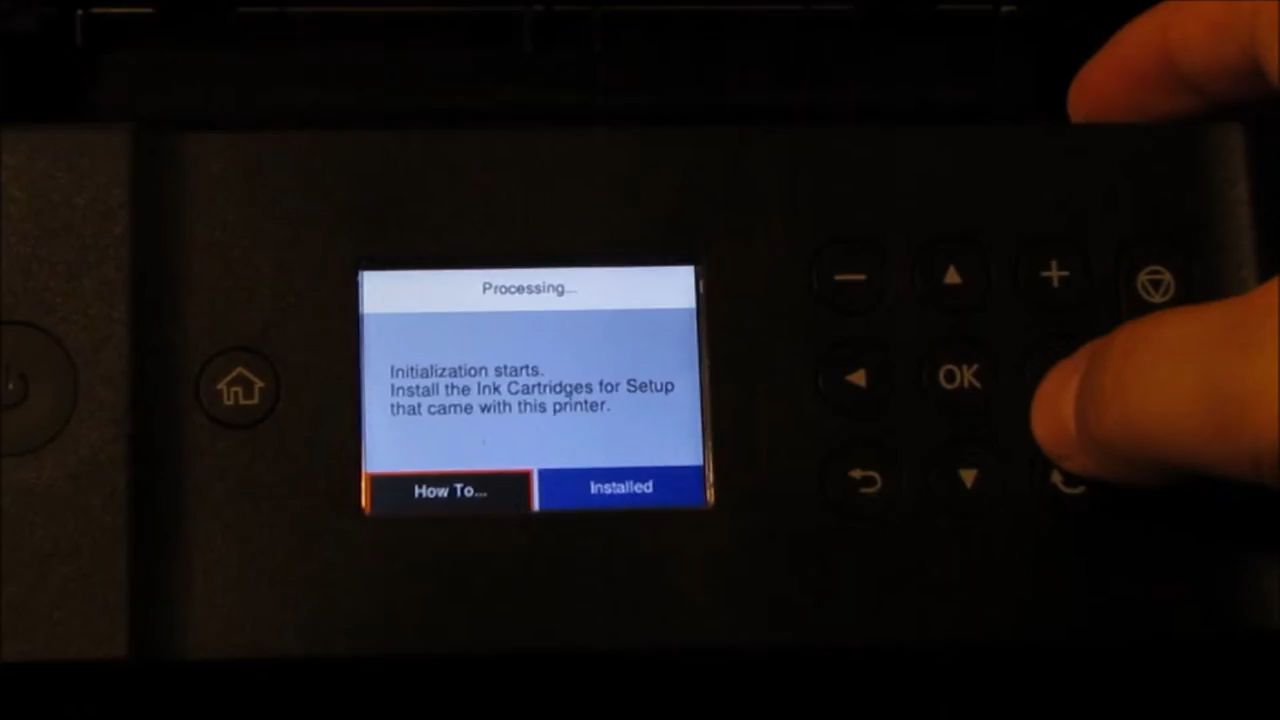 Processing...
Initialization starts.
Install the Ink Cartridges for Setup
that came with this printer.
How To...
Installed
OK